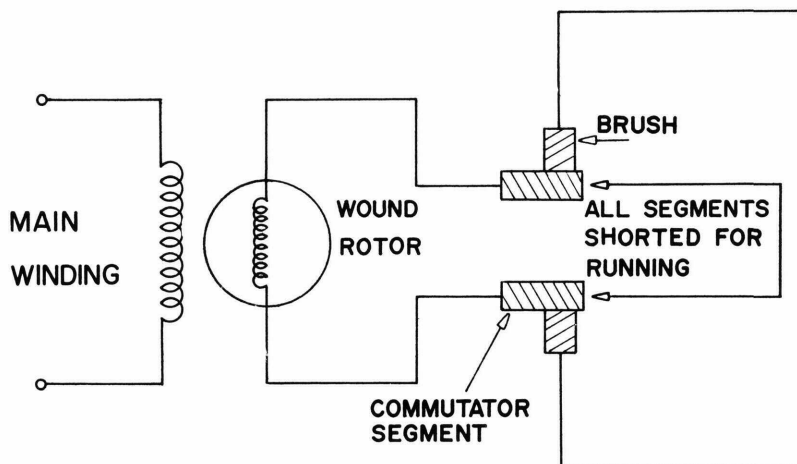 BRUSH
MAIN
WINDING
WOUND
ROTOR
ALL SEGMENTS
SHORTED FOR
RUNNING
COMMUTATOR
SEGMENT